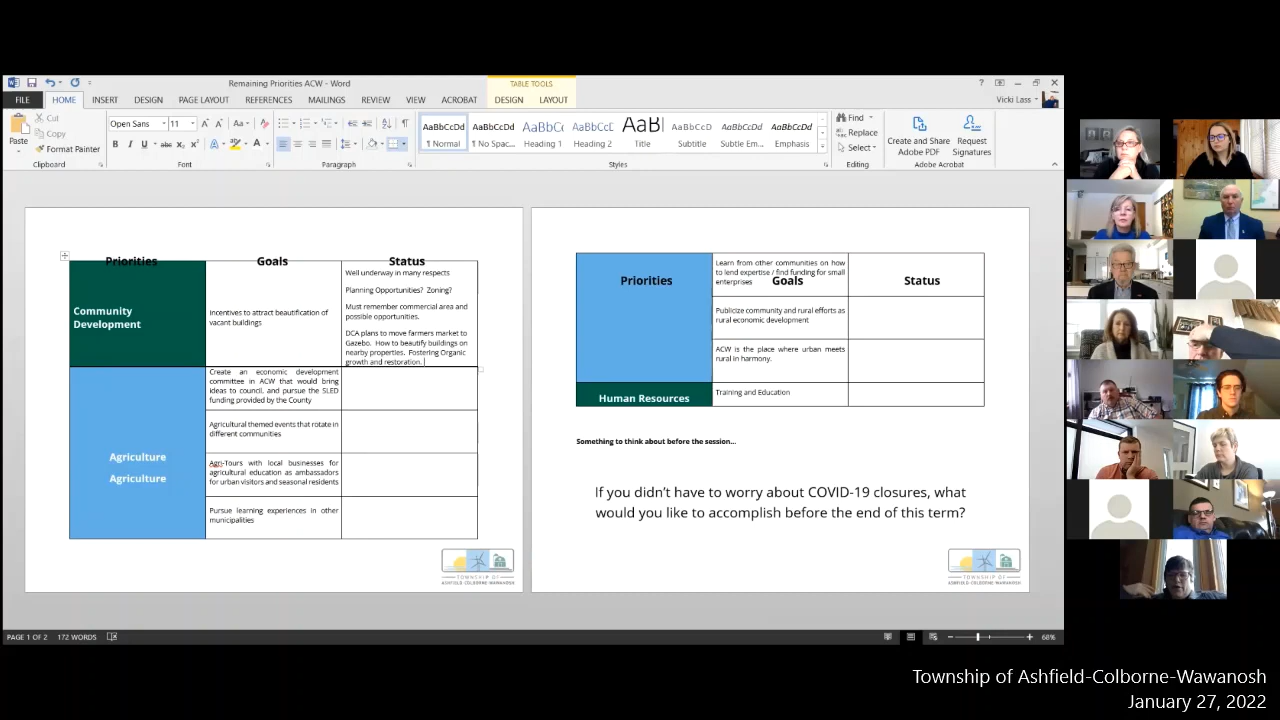 Remaining Priorities ACW - Word
TABLE TOOLS
?
FILE
HOME
INSERT
DESIGN
PAGE LAYOUT
REFERENCES
MAILINGS
REVIEW
VIEW
ACROBAT
DESIGN
LAYOUT
Vicki Lass
Paste
Cut
Copy
Format Painter
Clipboard
Open Sans
11
Font
Paragraph
AaBbCcDd
¶ Normal
AaBbCcDd
¶ No Spac...
AaBbC
Heading 1
AaBbCcD
Heading 2
AaB
Title
AaBbCcD
Subtitle
AaBbCcDd
Subtle Em...
AaBbCcDd
Emphasis
Styles
Find
Replace
Select
Editing
Create and Share
Adobe PDF
Request
Signatures
Adobe Acrobat
Priorities
Goals
Status
Community
Development
Incentives to attract beautification of
vacant buildings
Well underway in many respects
Planning Opportunities? Zoning?
Must remember commercial area and
possible opportunities.
DCA plans to move farmers market to
Gazebo. How to beautify buildings on
nearby properties. Fostering Organic
growth and restoration.
Agriculture
Agriculture
Create an economic development
committee in ACW that would bring
ideas to council, and pursue the SLED
funding provided by the County
Agricultural themed events that rotate in
different communities
Agri-Tours with local businesses for
agricultural education as ambassadors
for urban visitors and seasonal residents
Pursue learning experiences in other
municipalities
TOWNSHIP OF
ASHFIELD-COLBORNE-WAWANOSH
Priorities
Goals
Status
Learn from other communities on how
to lend expertise / find funding for small
enterprises
Publicize community and rural efforts as
rural economic development
ACW is the place where urban meets
rural in harmony.
Human Resources
Training and Education
Something to think about before the session...
If you didn't have to worry about COVID-19 closures, what
would you like to accomplish before the end of this term?
TOWNSHIP OF
ASHFIELD-COLBORNE-WAWANOSH
PAGE 1 OF 2
172 WORDS
68%
Township of Ashfield-Colborne-Wawanosh
January 27, 2022